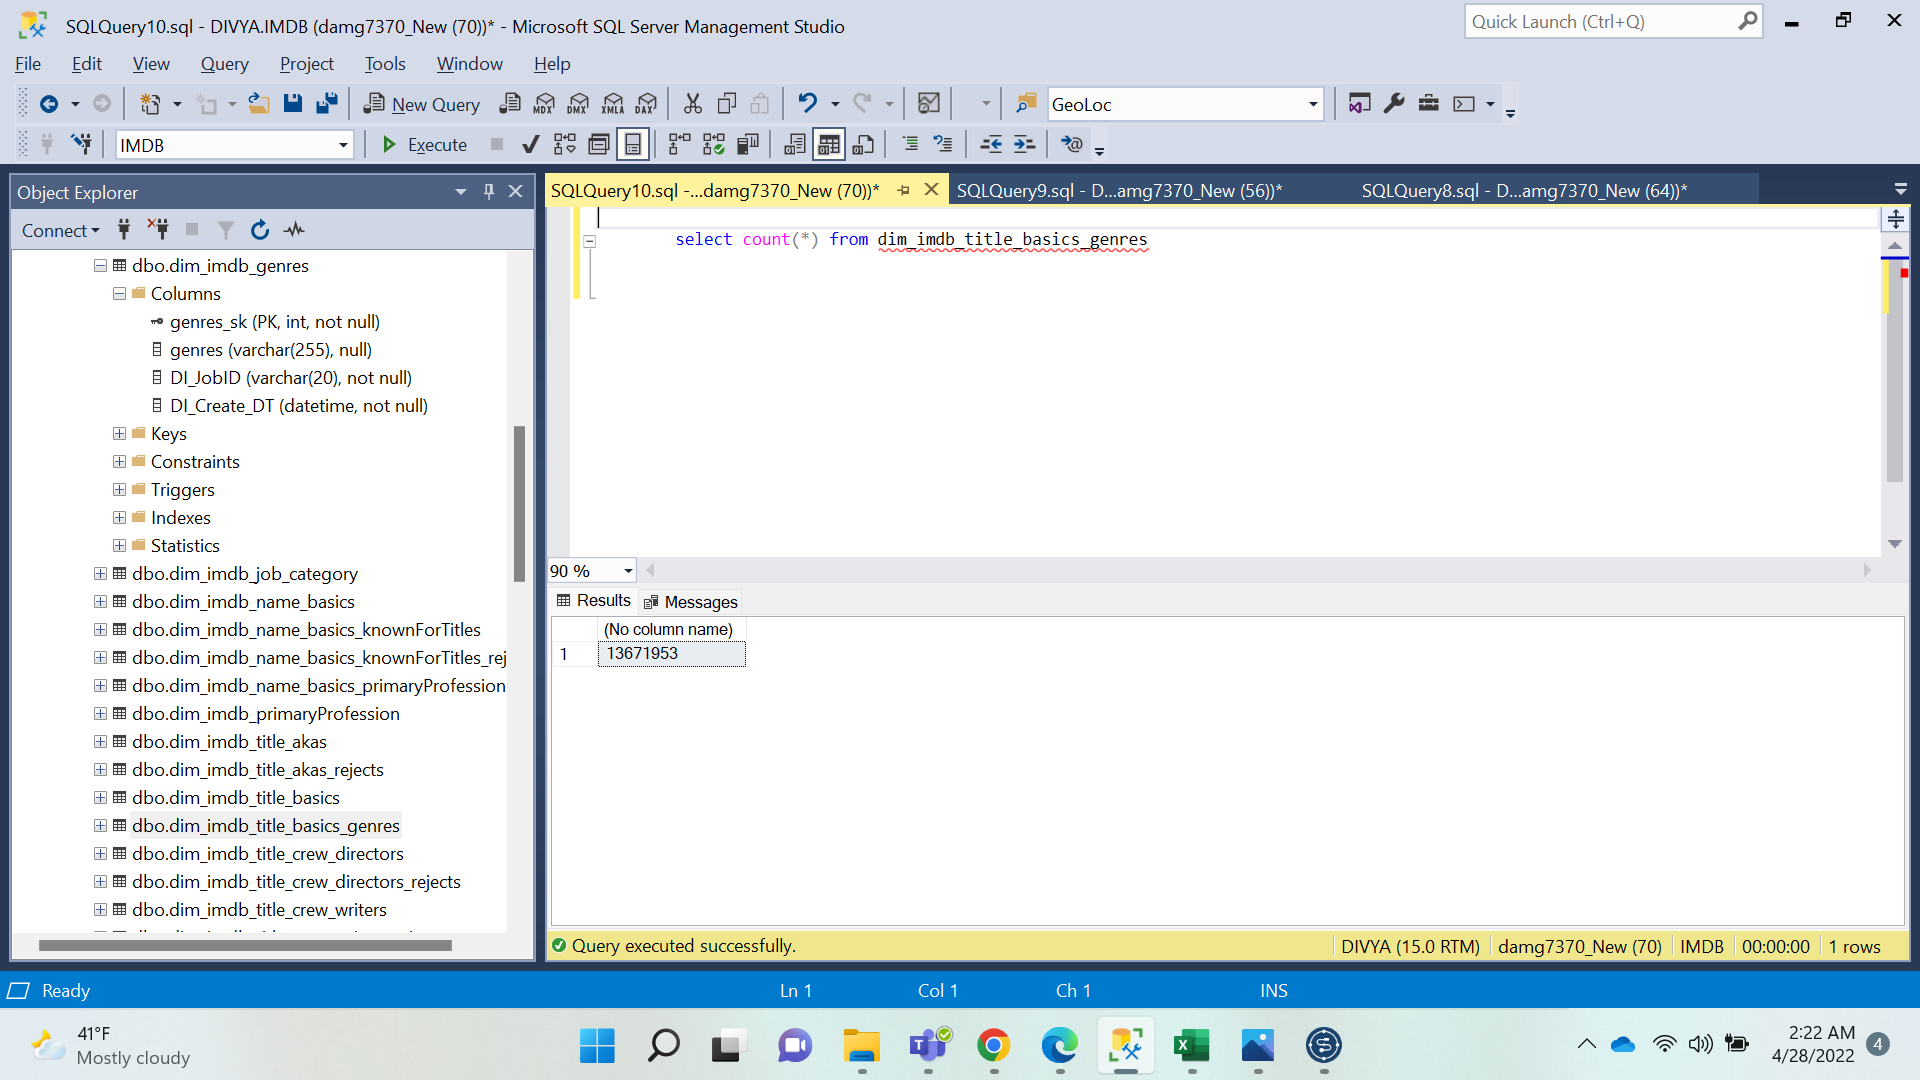 SQLQuery10.sql - DIVYA.IMDB (damg7370_New (70))* - Microsoft SQL Server Management Studio
Quick Launch (Ctrl+Q)
File Edit View Query Project Tools Window Help
New Query MDX DMX XMLA DAX GeoLoc
IMDB Execute
Object Explorer
SQLQuery10.sql -...damg7370_New (70))* SQLQuery9.sql - D...amg7370_New (56))* SQLQuery8.sql - D...amg7370_New (64))*
Connect
select count(*) from dim_imdb_title_basics_genres
dbo.dim_imdb_genres
Columns
genres_sk (PK, int, not null)
genres (varchar(255), null)
DI_JobID (varchar(20), not null)
DI_Create_DT (datetime, not null)
Keys
Constraints
Triggers
Indexes
Statistics
dbo.dim_imdb_job_category
dbo.dim_imdb_name_basics
dbo.dim_imdb_name_basics_knownForTitles
dbo.dim_imdb_name_basics_knownForTitles_rej
dbo.dim_imdb_name_basics_primaryProfession
dbo.dim_imdb_primaryProfession
dbo.dim_imdb_title_akas
dbo.dim_imdb_title_akas_rejects
dbo.dim_imdb_title_basics
dbo.dim_imdb_title_basics_genres
dbo.dim_imdb_title_crew_directors
dbo.dim_imdb_title_crew_directors_rejects
dbo.dim_imdb_title_crew_writers
90 %
Results Messages
(No column name)
1 13671953
Query executed successfully. DIVYA (15.0 RTM) damg7370_New (70) IMDB 00:00:00 1 rows
Ready Ln 1 Col 1 Ch 1 INS
41°F
Mostly cloudy
2:22 AM
4/28/2022
4